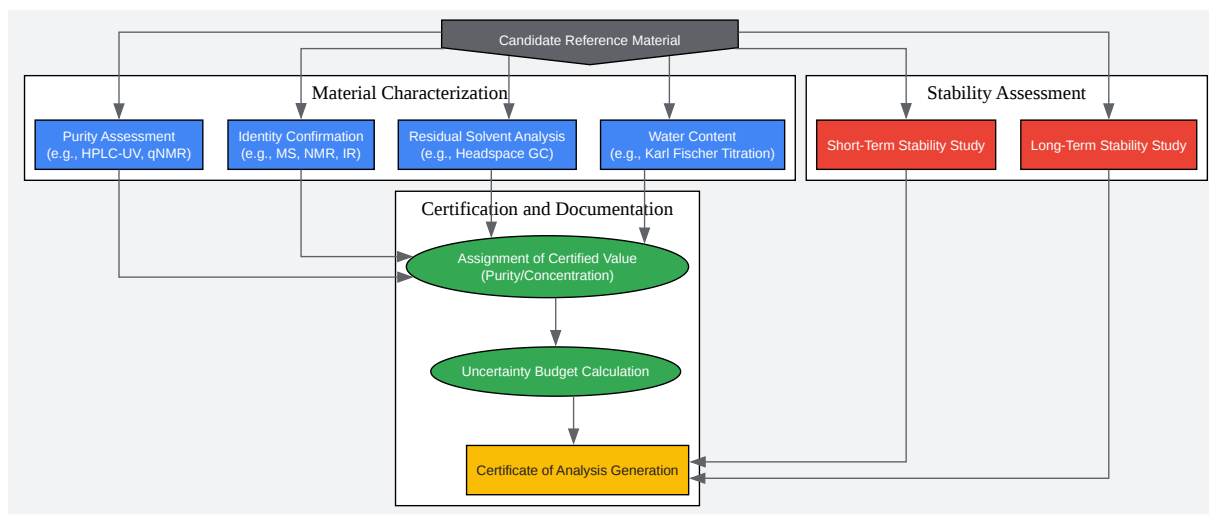 Candidate Reference Material
Material Characterization
Stability Assessment
Purity Assessment
(e.g., HPLC-UV, qNMR)
Identity Confirmation
(e.g., MS, NMR, IR)
Residual Solvent Analysis
(e.g., Headspace GC)
Water Content
(e.g., Karl Fischer Titration)
Short-Term Stability Study
Long-Term Stability Study
Certification and Documentation
Assignment of Certified Value
(Purity/Concentration)
Uncertainty Budget Calculation
Certificate of Analysis Generation